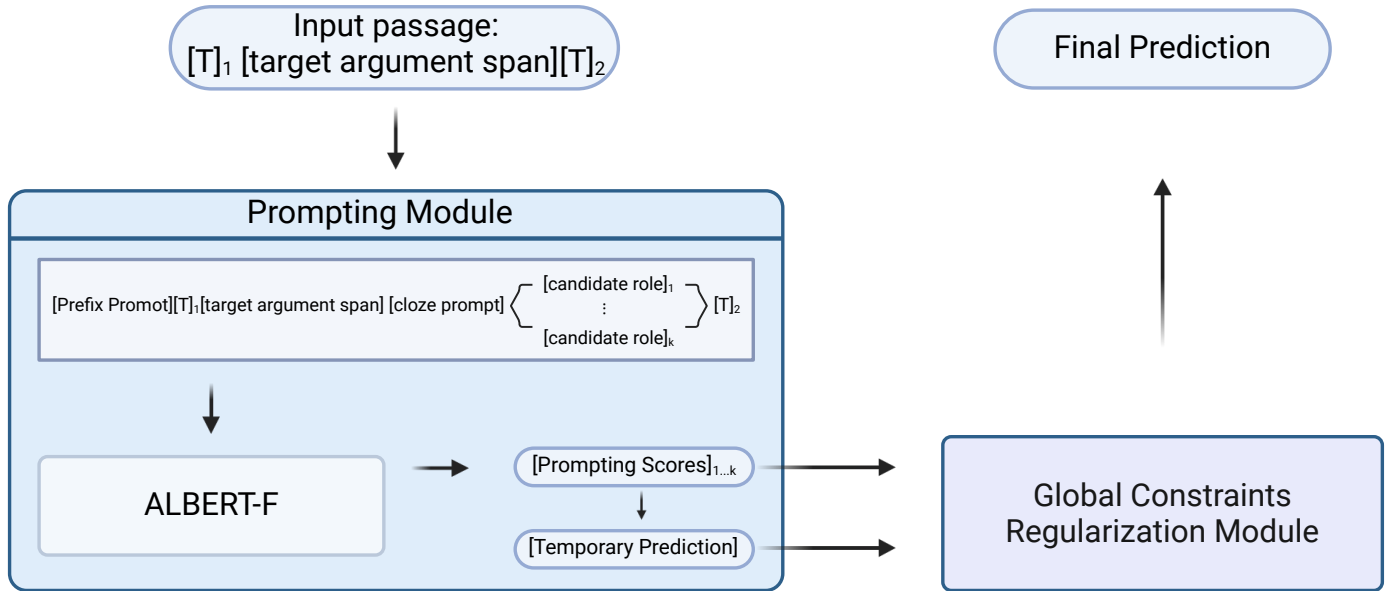 Input passage:
[T]₁ [target argument span][T]₂
Final Prediction
Prompting Module
[Prefix Promot][T]₁[target argument span] [cloze prompt]
[candidate role]₁
⋮
[candidate role]ₖ
[T]₂
ALBERT-F
[Prompting Scores]₁...ₖ
[Temporary Prediction]
Global Constraints
Regularization Module